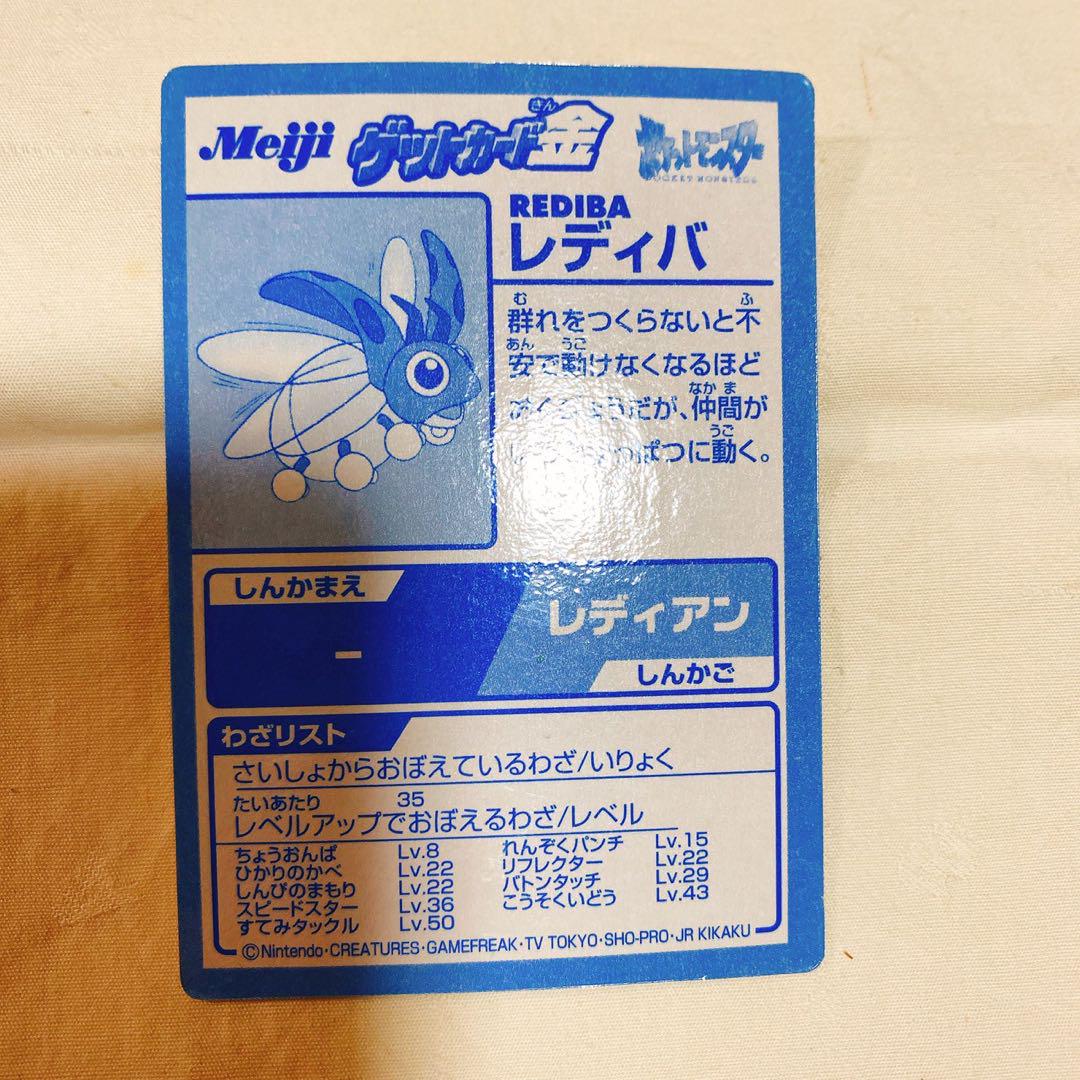 Meiji ゲットカード金 ポケットモンスター
きん
POCKET MONSTERS
REDIBA
レディバ
む ふ
群れをつくらないと不
あん うご
安で動けなくなるほど
だが、仲間が
なか ま
うご
ぱつに動く。
しんかまえ
–
レディアン
しんかご
わざリスト
さいしょからおぼえているわざ/いりょく
たいあたり 35
レベルアップでおぼえるわざ/レベル
ちょうおんぱ Lv.8 れんぞくパンチ Lv.15
ひかりのかべ Lv.22 リフレクター Lv.22
しんぴのまもり Lv.22 バトンタッチ Lv.29
スピードスター Lv.36 こうそくいどう Lv.43
すてみタックル Lv.50
©Nintendo・CREATURES・GAMEFREAK・TV TOKYO・SHO-PRO・JR KIKAKU